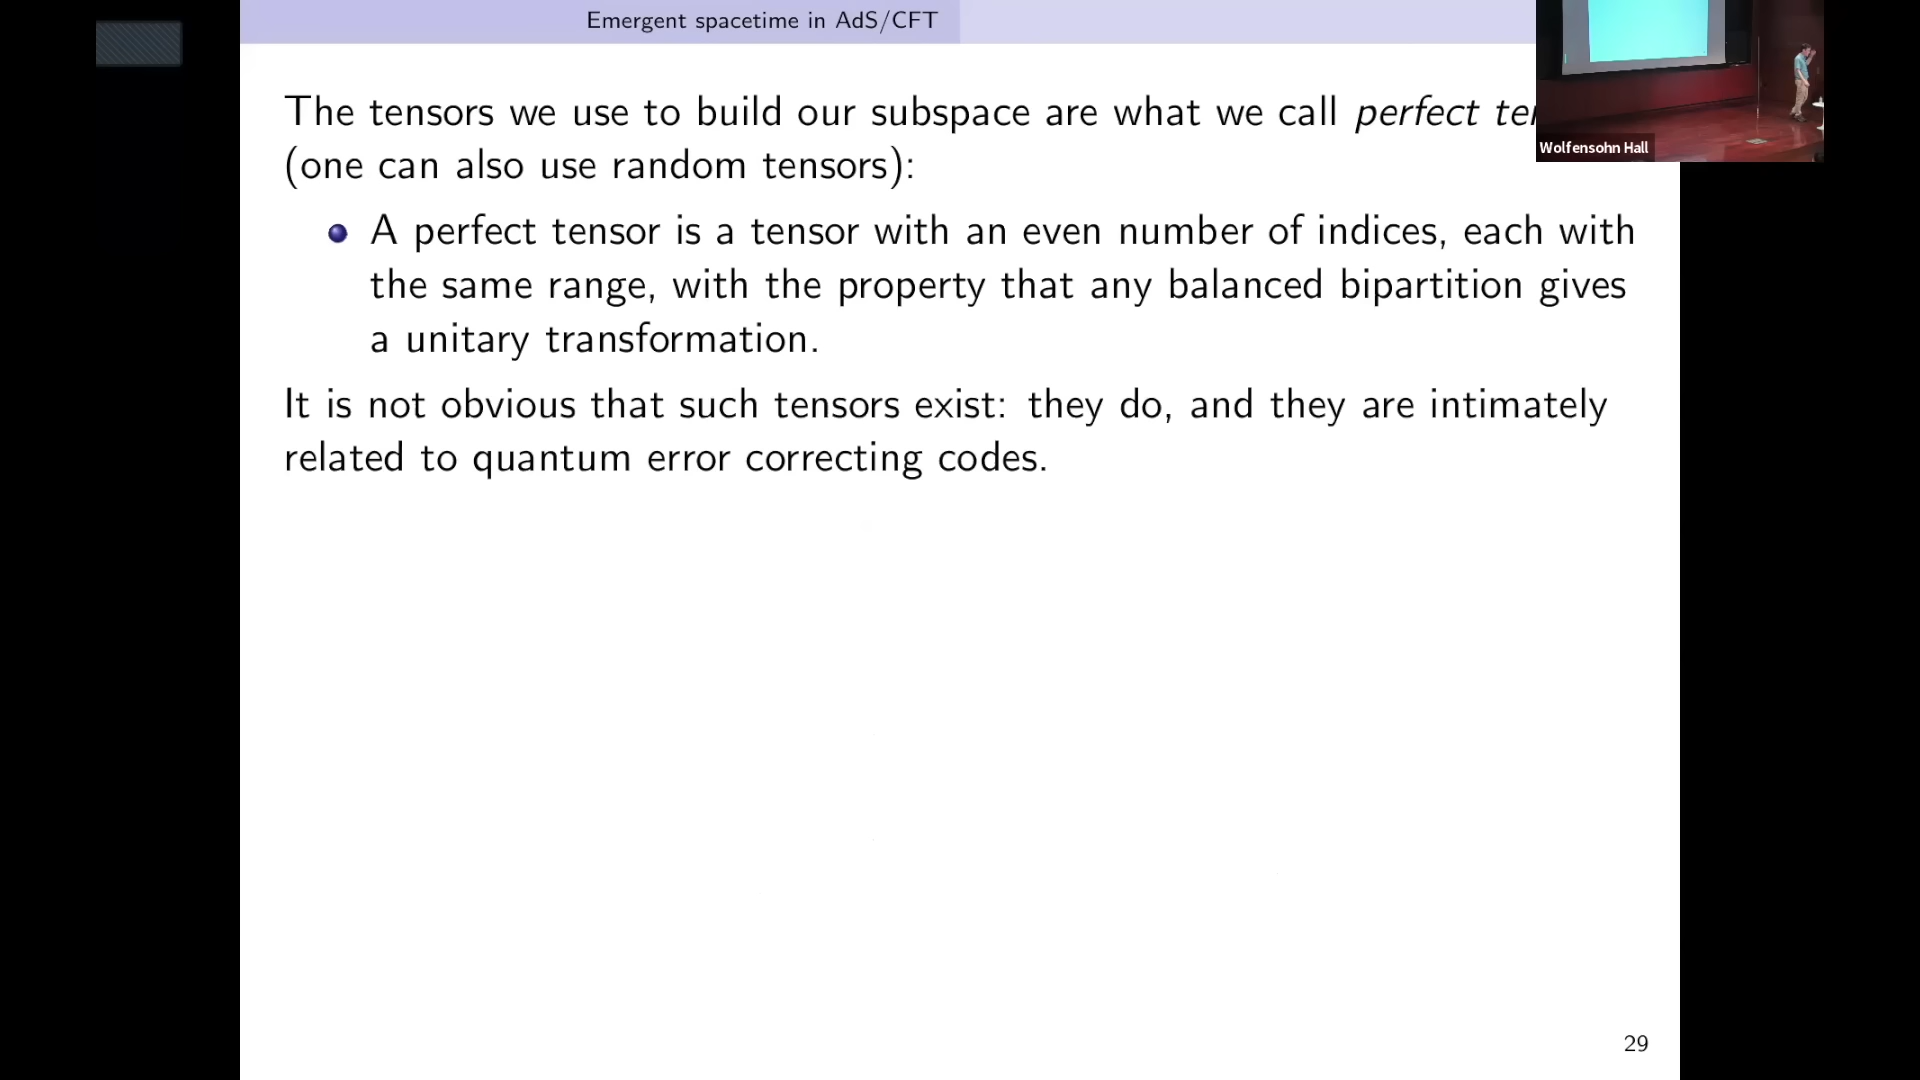 Emergent spacetime in AdS/CFT
The tensors we use to build our subspace are what we call perfect
(one can also use random tensors):
A perfect tensor is a tensor with an even number of indices, each with
the same range, with the property that any balanced bipartition gives
a unitary transformation.
It is not obvious that such tensors exist: they do, and they are intimately
related to quantum error correcting codes.
Wolfensohn Hall
29